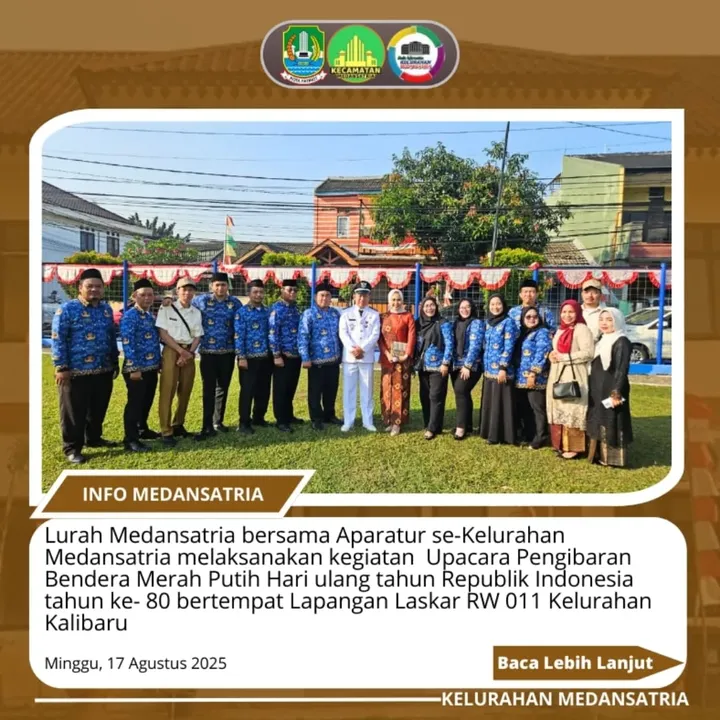 KECAMATAN
MEDANSATRIA
INFO MEDANSATRIA
Lurah Medansatria bersama Aparatur se-Kelurahan
Medansatria melaksanakan kegiatan  Upacara Pengibaran
Bendera Merah Putih Hari ulang tahun Republik Indonesia
tahun ke- 80 bertempat Lapangan Laskar RW 011 Kelurahan
Kalibaru
Minggu, 17 Agustus 2025
Baca Lebih Lanjut
KELURAHAN MEDANSATRIA